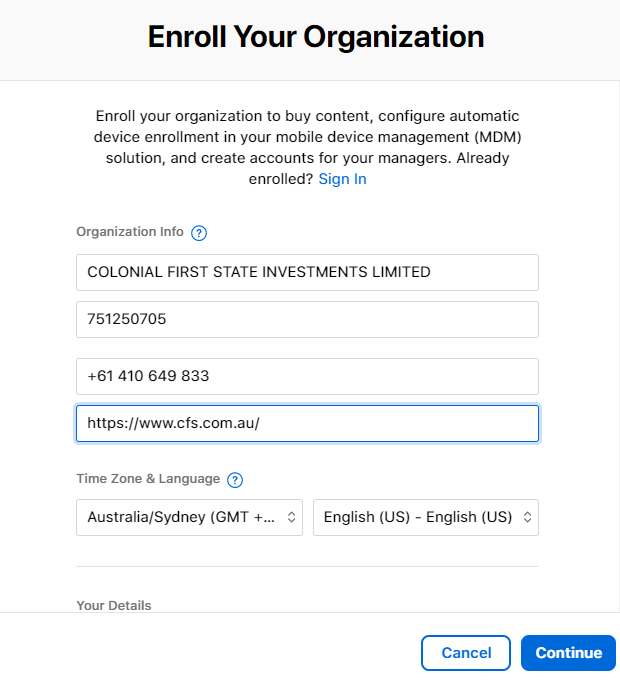 Enroll Your Organization
Enroll your organization to buy content, configure automatic
device enrollment in your mobile device management (MDM)
solution, and create accounts for your managers. Already
enrolled? Sign In
Organization Info ?
COLONIAL FIRST STATE INVESTMENTS LIMITED
751250705
+61 410 649 833
https://www.cfs.com.au/
Time Zone & Language ?
Australia/Sydney (GMT +... English (US) - English (US)
Your Details
Cancel Continue